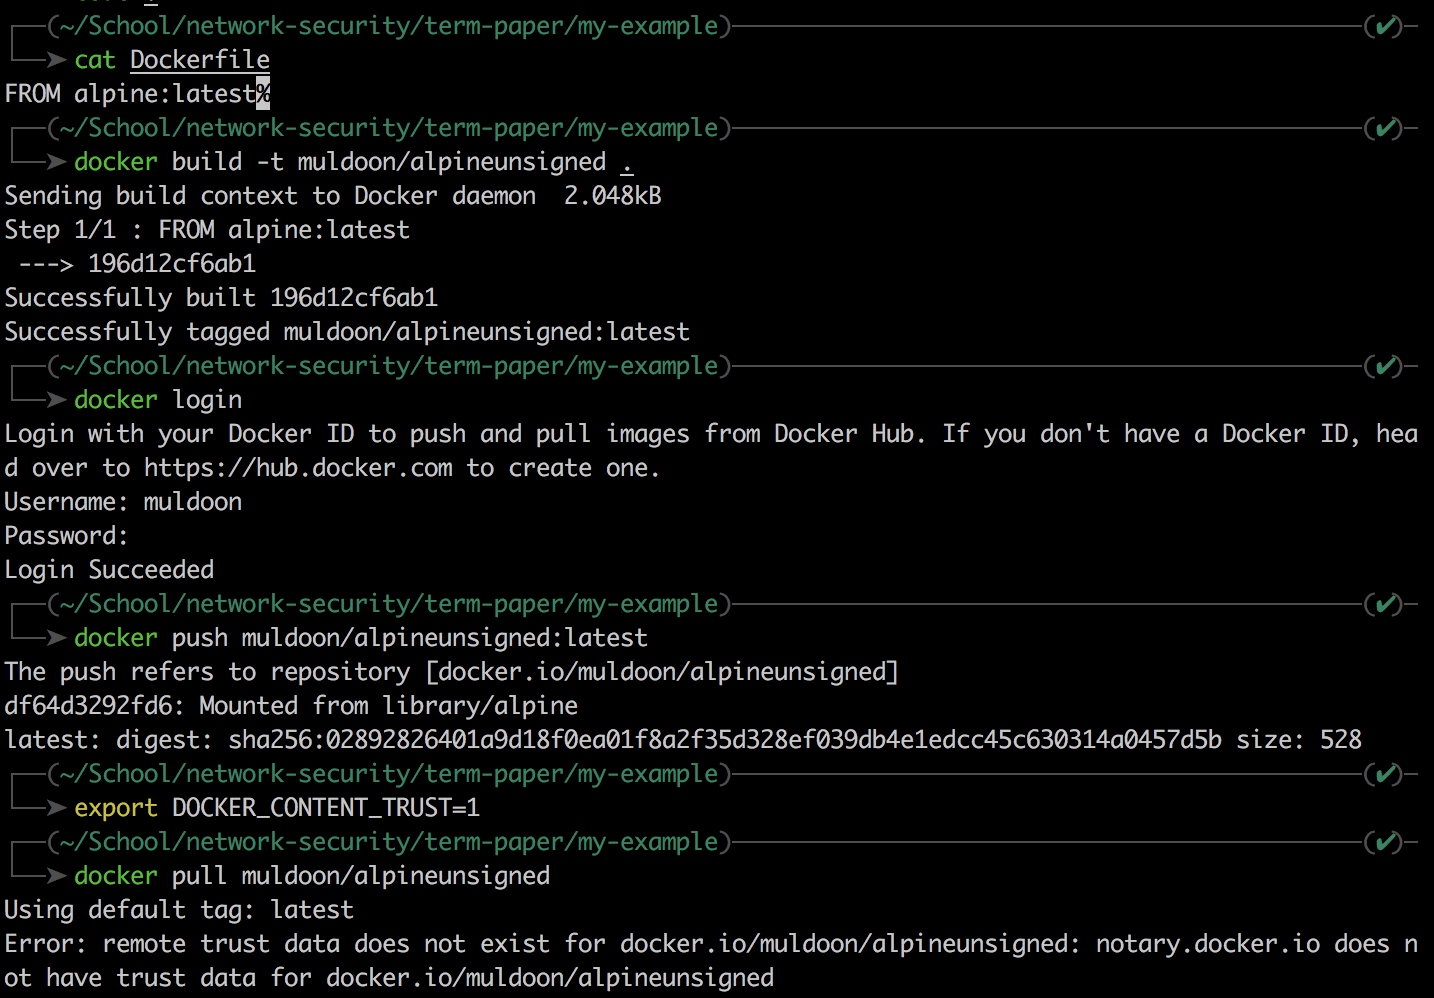 (~/School/network-security/term-paper/my-example) (✔)
➤ cat Dockerfile
FROM alpine:latest%
(~/School/network-security/term-paper/my-example) (✔)
➤ docker build -t muldoon/alpineunsigned .
Sending build context to Docker daemon  2.048kB
Step 1/1 : FROM alpine:latest
 ---> 196d12cf6ab1
Successfully built 196d12cf6ab1
Successfully tagged muldoon/alpineunsigned:latest
(~/School/network-security/term-paper/my-example) (✔)
➤ docker login
Login with your Docker ID to push and pull images from Docker Hub. If you don't have a Docker ID, hea
d over to https://hub.docker.com to create one.
Username: muldoon
Password:
Login Succeeded
(~/School/network-security/term-paper/my-example) (✔)
➤ docker push muldoon/alpineunsigned:latest
The push refers to repository [docker.io/muldoon/alpineunsigned]
df64d3292fd6: Mounted from library/alpine
latest: digest: sha256:02892826401a9d18f0ea01f8a2f35d328ef039db4e1edcc45c630314a0457d5b size: 528
(~/School/network-security/term-paper/my-example) (✔)
➤ export DOCKER_CONTENT_TRUST=1
(~/School/network-security/term-paper/my-example) (✔)
➤ docker pull muldoon/alpineunsigned
Using default tag: latest
Error: remote trust data does not exist for docker.io/muldoon/alpineunsigned: notary.docker.io does n
ot have trust data for docker.io/muldoon/alpineunsigned